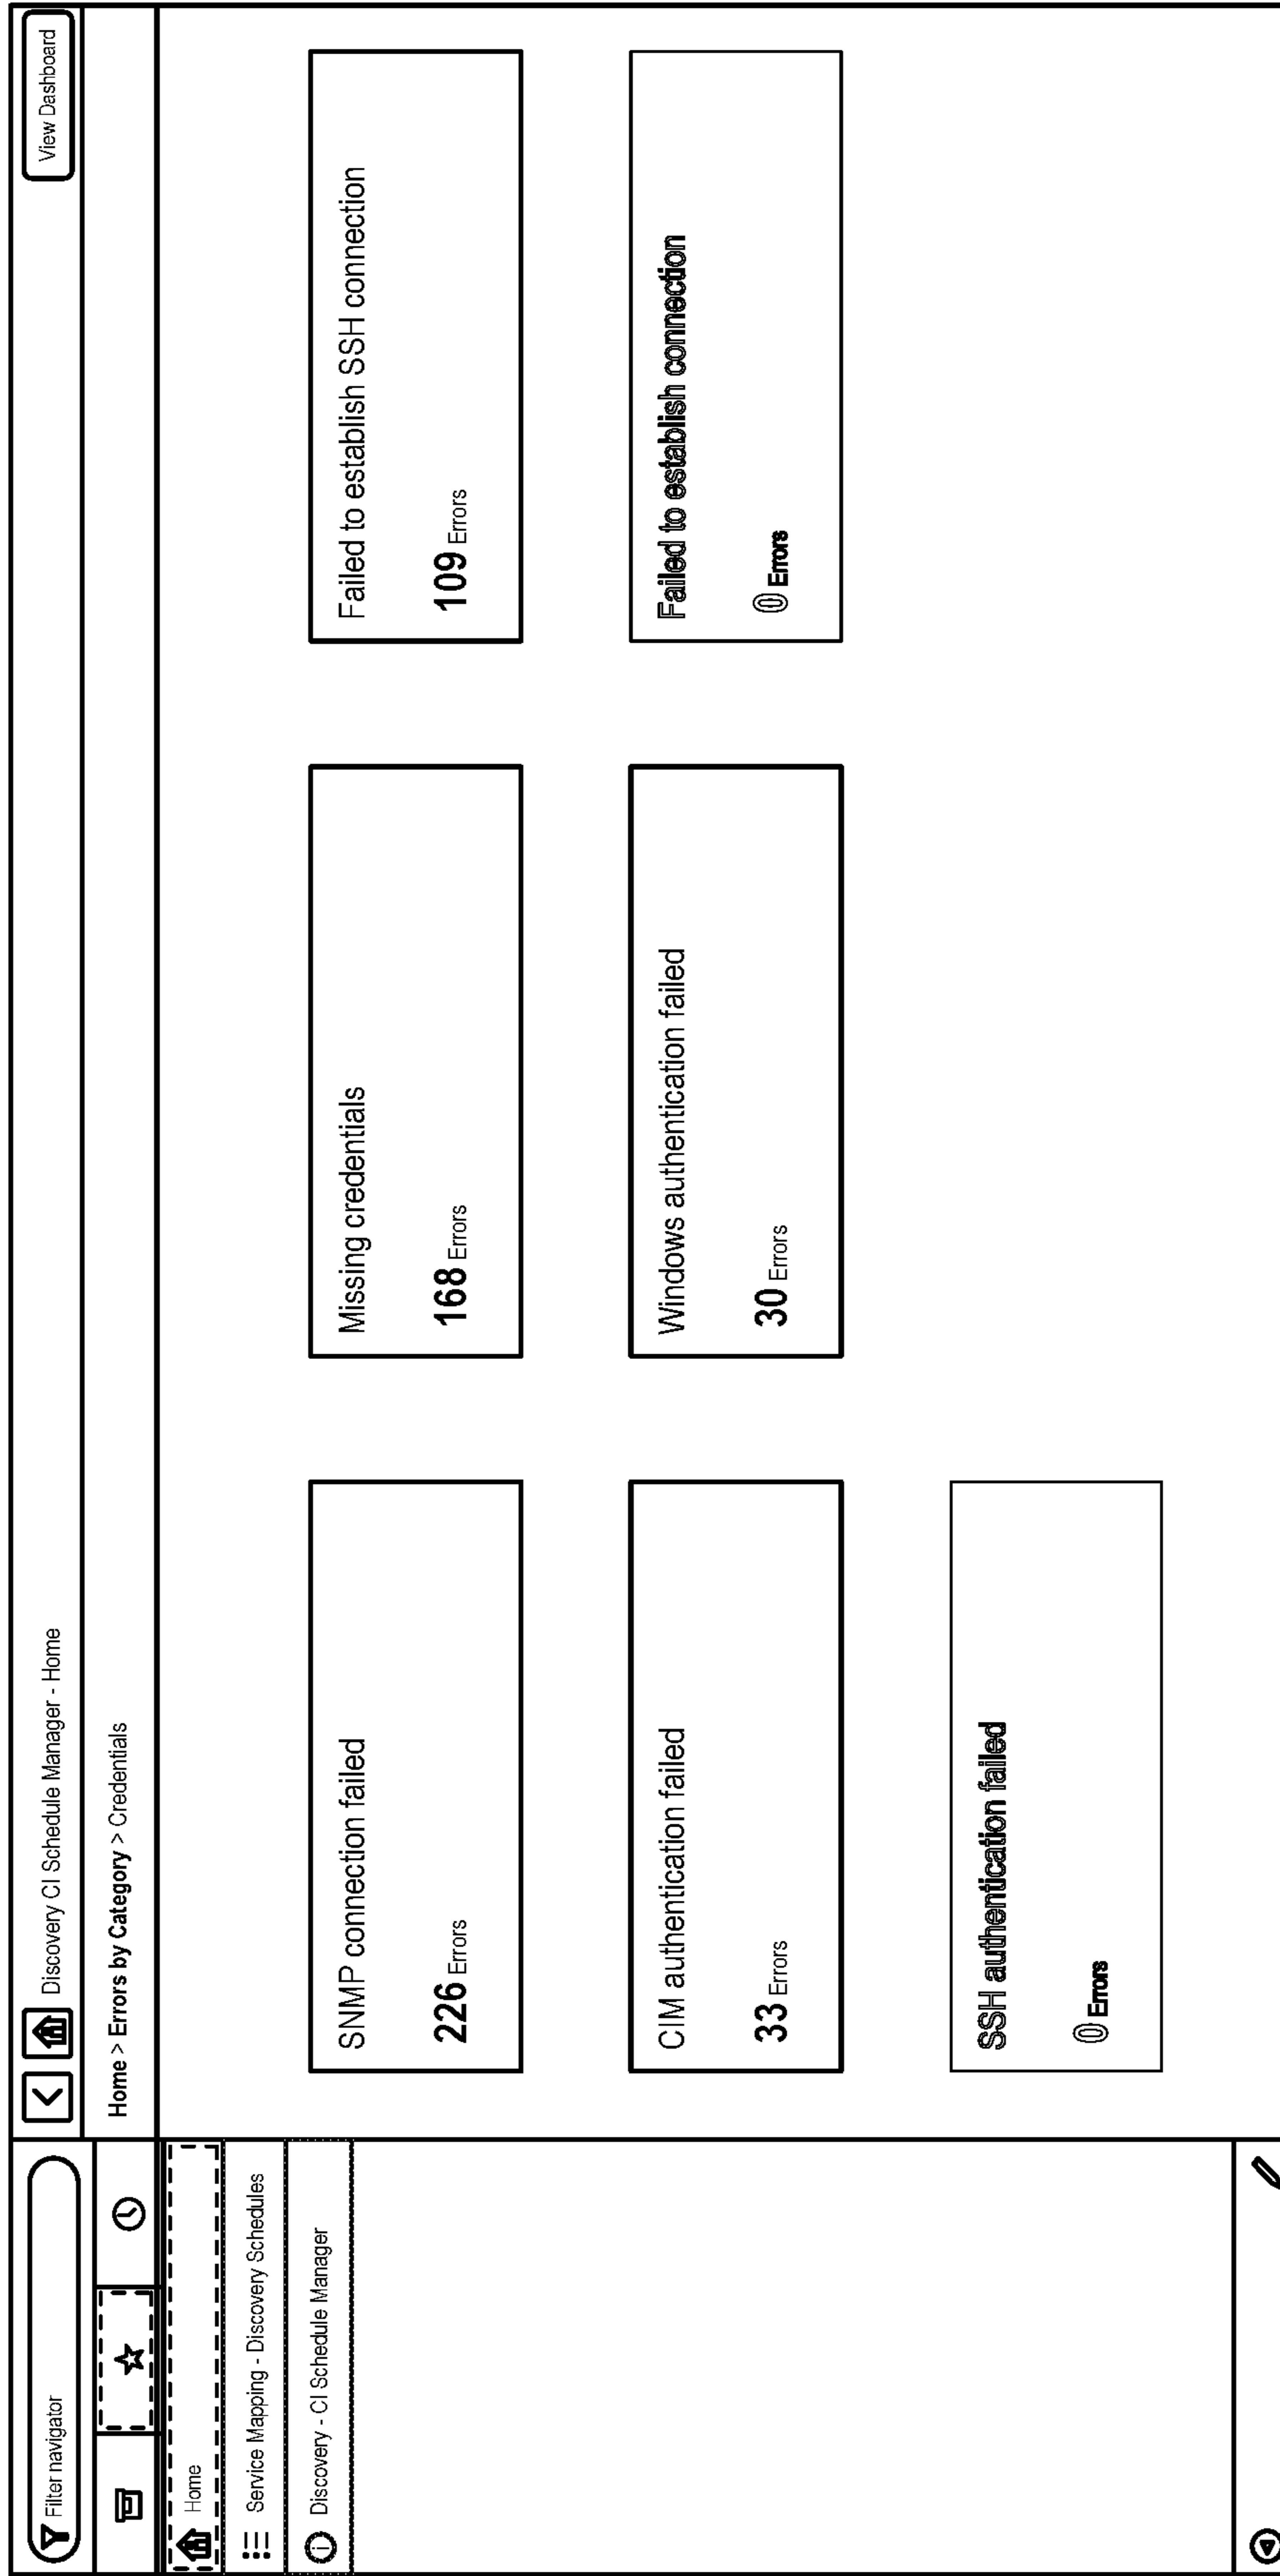 Filter navigator
Discovery CI Schedule Manager - Home
View Dashboard
Home > Errors by Category > Credentials
Home
Service Mapping - Discovery Schedules
Discovery - CI Schedule Manager
SNMP connection failed
226 Errors
Missing credentials
168 Errors
Failed to establish SSH connection
109 Errors
CIM authentication failed
33 Errors
Windows authentication failed
30 Errors
Failed to establish connection
0 Errors
SSH authentication failed
0 Errors